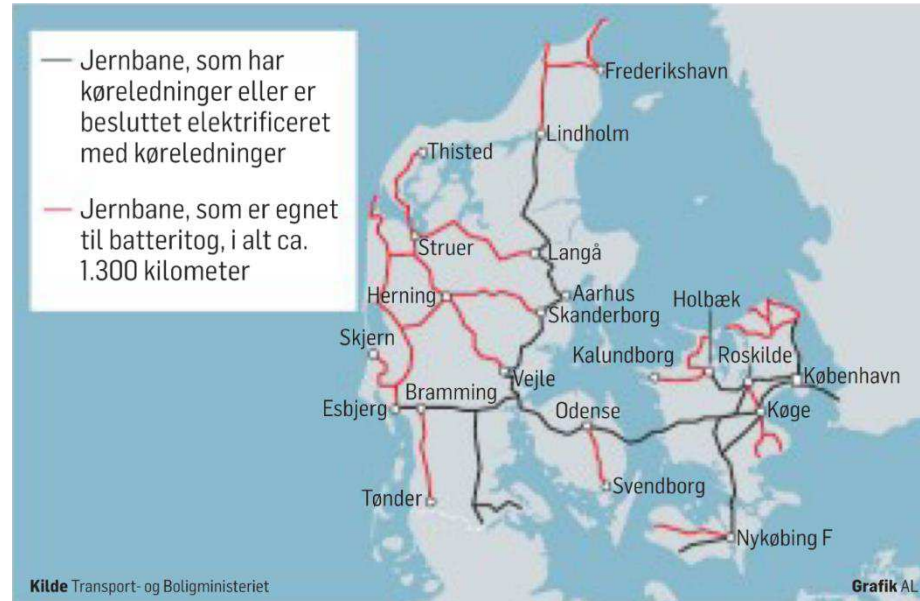 Jernbane, som har
køreledninger eller er
besluttet elektrificeret
med køreledninger
Jernbane, som er egnet
til batteritog, i alt ca.
1.300 kilometer
Frederikshavn
Lindholm
Thisted
Struer
Langå
Herning
Aarhus
Holbæk
Skanderborg
Skjern
Kalundborg
Roskilde
Vejle
København
Bramming
Esbjerg
Odense
Køge
Svendborg
Tønder
Nykøbing F
Kilde Transport- og Boligministeriet
Grafik AL